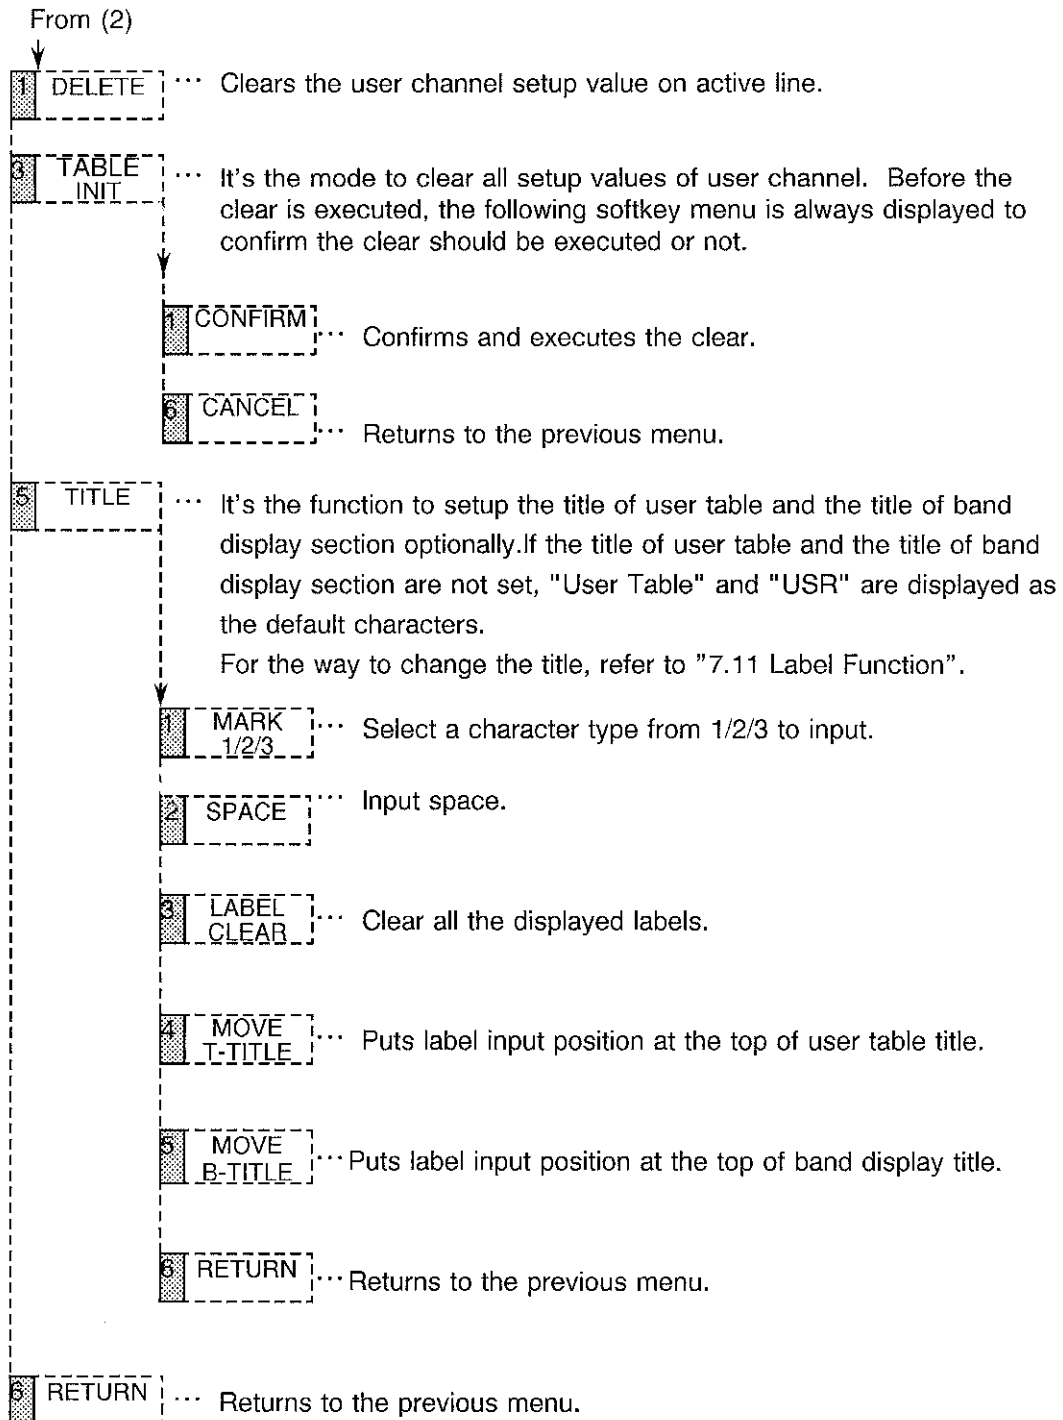 From (2)
1 DELETE ··· Clears the user channel setup value on active line.
3 TABLE INIT ··· It's the mode to clear all setup values of user channel. Before the
clear is executed, the following softkey menu is always displayed to
confirm the clear should be executed or not.
1 CONFIRM ··· Confirms and executes the clear.
6 CANCEL ··· Returns to the previous menu.
5 TITLE ··· It's the function to setup the title of user table and the title of band
display section optionally.If the title of user table and the title of band
display section are not set, "User Table" and "USR" are displayed as
the default characters.
For the way to change the title, refer to "7.11 Label Function".
1 MARK 1/2/3 ··· Select a character type from 1/2/3 to input.
2 SPACE ··· Input space.
3 LABEL CLEAR ··· Clear all the displayed labels.
4 MOVE T-TITLE ··· Puts label input position at the top of user table title.
5 MOVE B-TITLE ··· Puts label input position at the top of band display title.
6 RETURN ··· Returns to the previous menu.
6 RETURN ··· Returns to the previous menu.